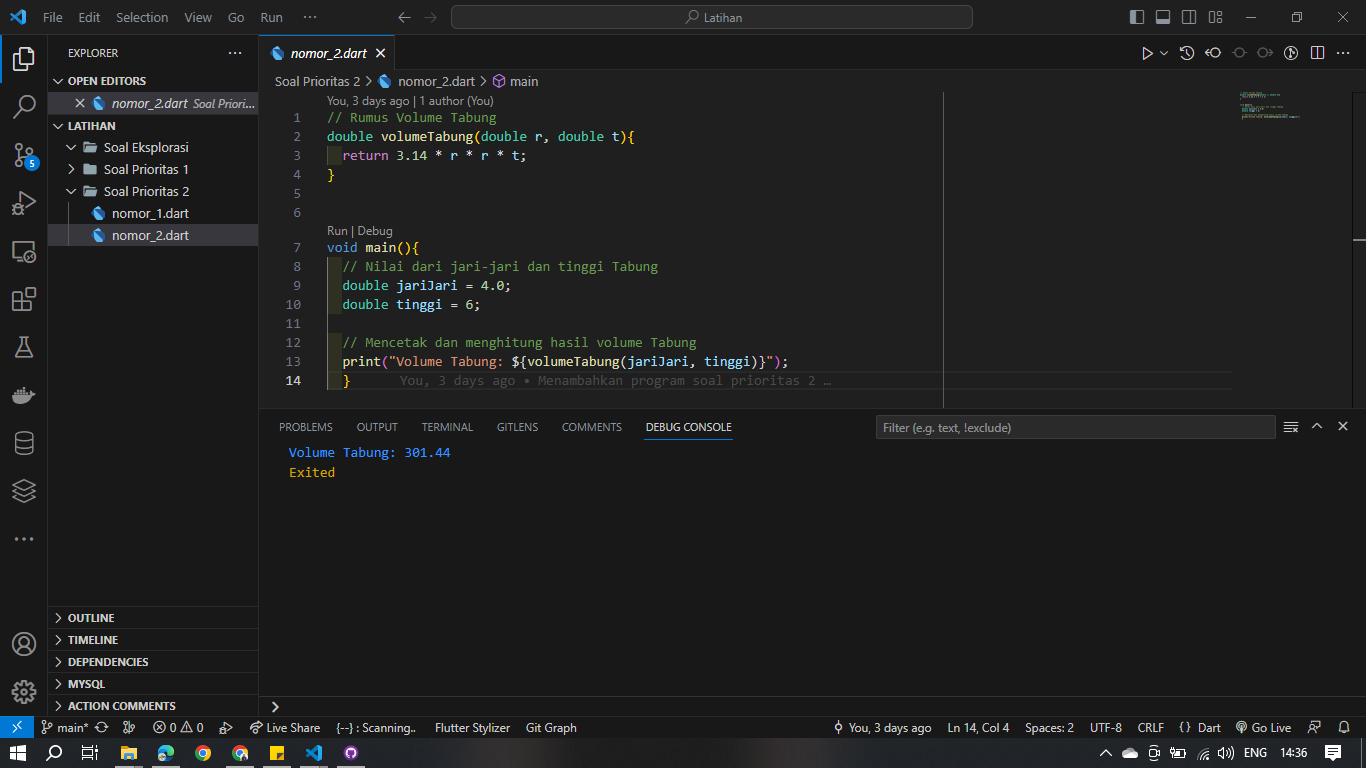 File Edit Selection View Go Run ··· Latihan
EXPLORER ···
OPEN EDITORS
nomor_2.dart Soal Priori...
LATIHAN
Soal Eksplorasi
Soal Prioritas 1
Soal Prioritas 2
nomor_1.dart
nomor_2.dart
OUTLINE
TIMELINE
DEPENDENCIES
MYSQL
ACTION COMMENTS
5
nomor_2.dart
Soal Prioritas 2 > nomor_2.dart > main
You, 3 days ago | 1 author (You)
1 // Rumus Volume Tabung
2 double volumeTabung(double r, double t){
3 return 3.14 * r * r * t;
4 }
5
6
Run | Debug
7 void main(){
8 // Nilai dari jari-jari dan tinggi Tabung
9 double jariJari = 4.0;
10 double tinggi = 6;
11
12 // Mencetak dan menghitung hasil volume Tabung
13 print("Volume Tabung: ${volumeTabung(jariJari, tinggi)}");
14 } You, 3 days ago • Menambahkan program soal prioritas 2 …
PROBLEMS OUTPUT TERMINAL GITLENS COMMENTS DEBUG CONSOLE Filter (e.g. text, !exclude)
Volume Tabung: 301.44
Exited
main* 0 0 Live Share {--} : Scanning.. Flutter Stylizer Git Graph You, 3 days ago Ln 14, Col 4 Spaces: 2 UTF-8 CRLF {} Dart Go Live
ENG 14:36